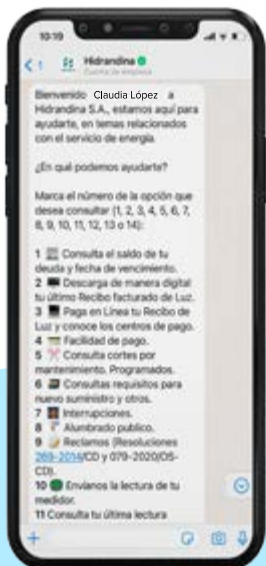 10:19
1 Hidrandina
Cuenta de empresa
Bienvenido Claudia López a
Hidrandina S.A., estamos aquí para
ayudarte, en temas relacionados
con el servicio de energía.
¿En qué podemos ayudarte?
Marca el número de la opción que
desea consultar (1, 2, 3, 4, 5, 6, 7,
8, 9, 10, 11, 12, 13 o 14):
1 Consulta el saldo de tu
deuda y fecha de vencimiento.
2 Descarga de manera digital
tu último Recibo facturado de Luz.
3 Paga en Línea tu Recibo de
Luz y conoce los centros de pago.
4 Facilidad de pago.
5 Consulta cortes por
mantenimiento. Programados.
6 Consultas requisitos para
nuevo suministro y otros.
7 Interrupciones.
8 Alumbrado publico.
9 Reclamos (Resoluciones
269-2014/CD y 079-2020/OS-
CD).
10 Envíanos la lectura de tu
medidor.
11 Consulta tu última lectura